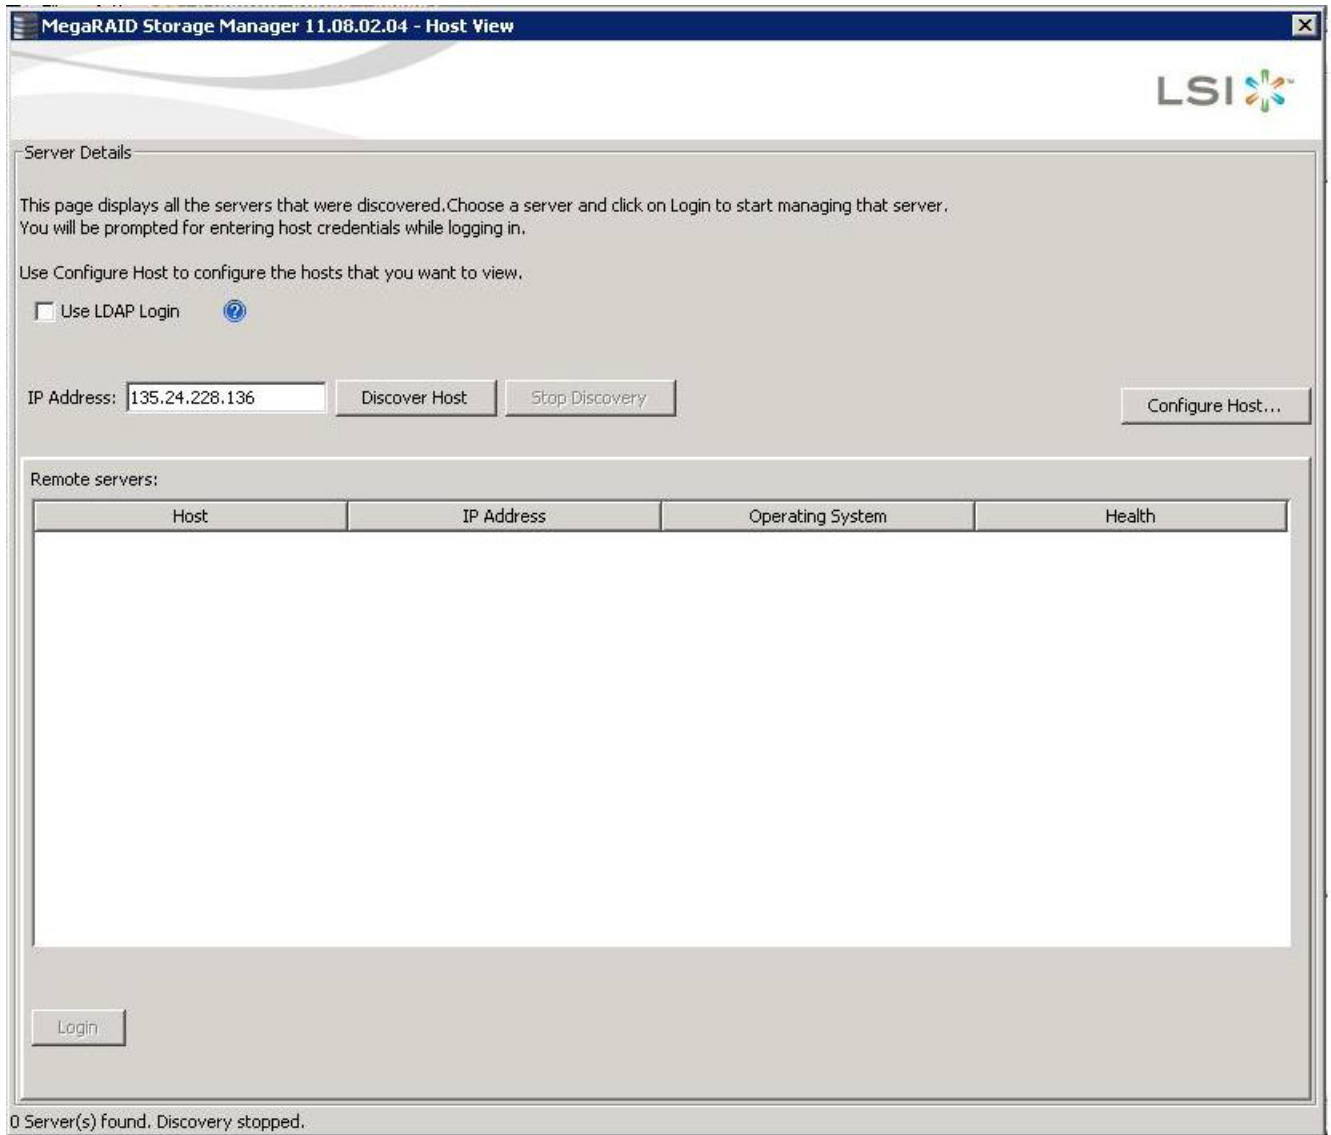 MegaRAID Storage Manager 11.08.02.04 - Host View
LSI
Server Details
This page displays all the servers that were discovered.Choose a server and click on Login to start managing that server.
You will be prompted for entering host credentials while logging in.
Use Configure Host to configure the hosts that you want to view.
Use LDAP Login
IP Address: 135.24.228.136 Discover Host Stop Discovery
Configure Host...
Remote servers:
Host IP Address Operating System Health
Login
0 Server(s) found. Discovery stopped.